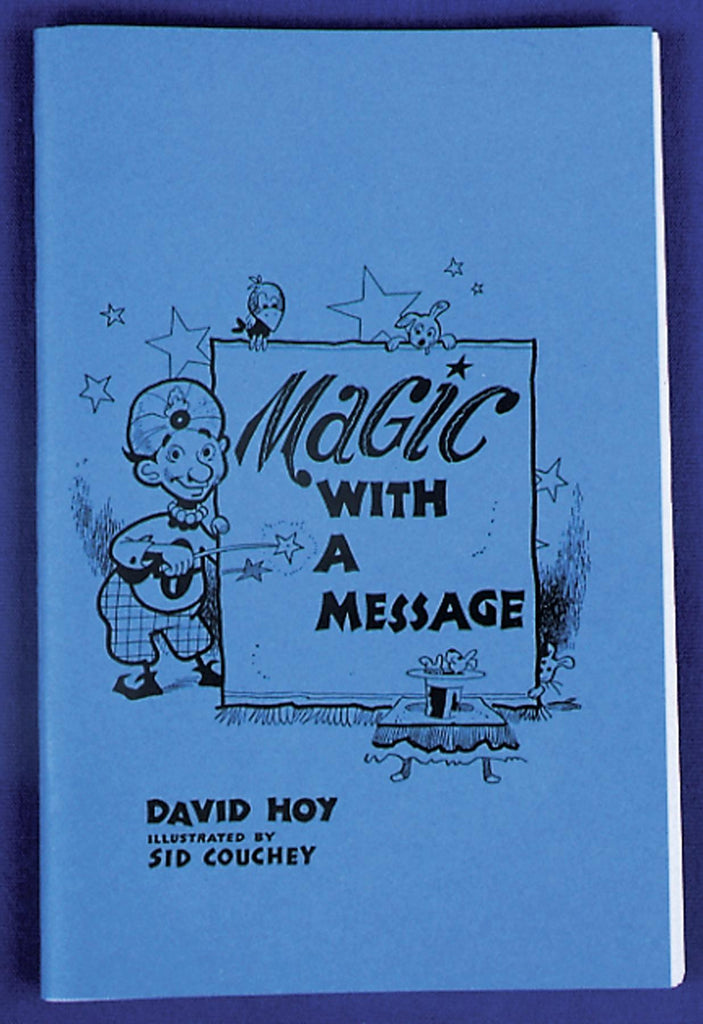 MAGIC
WITH
A
MESSAGE
DAVID HOY
ILLUSTRATED BY
SID COUCHEY